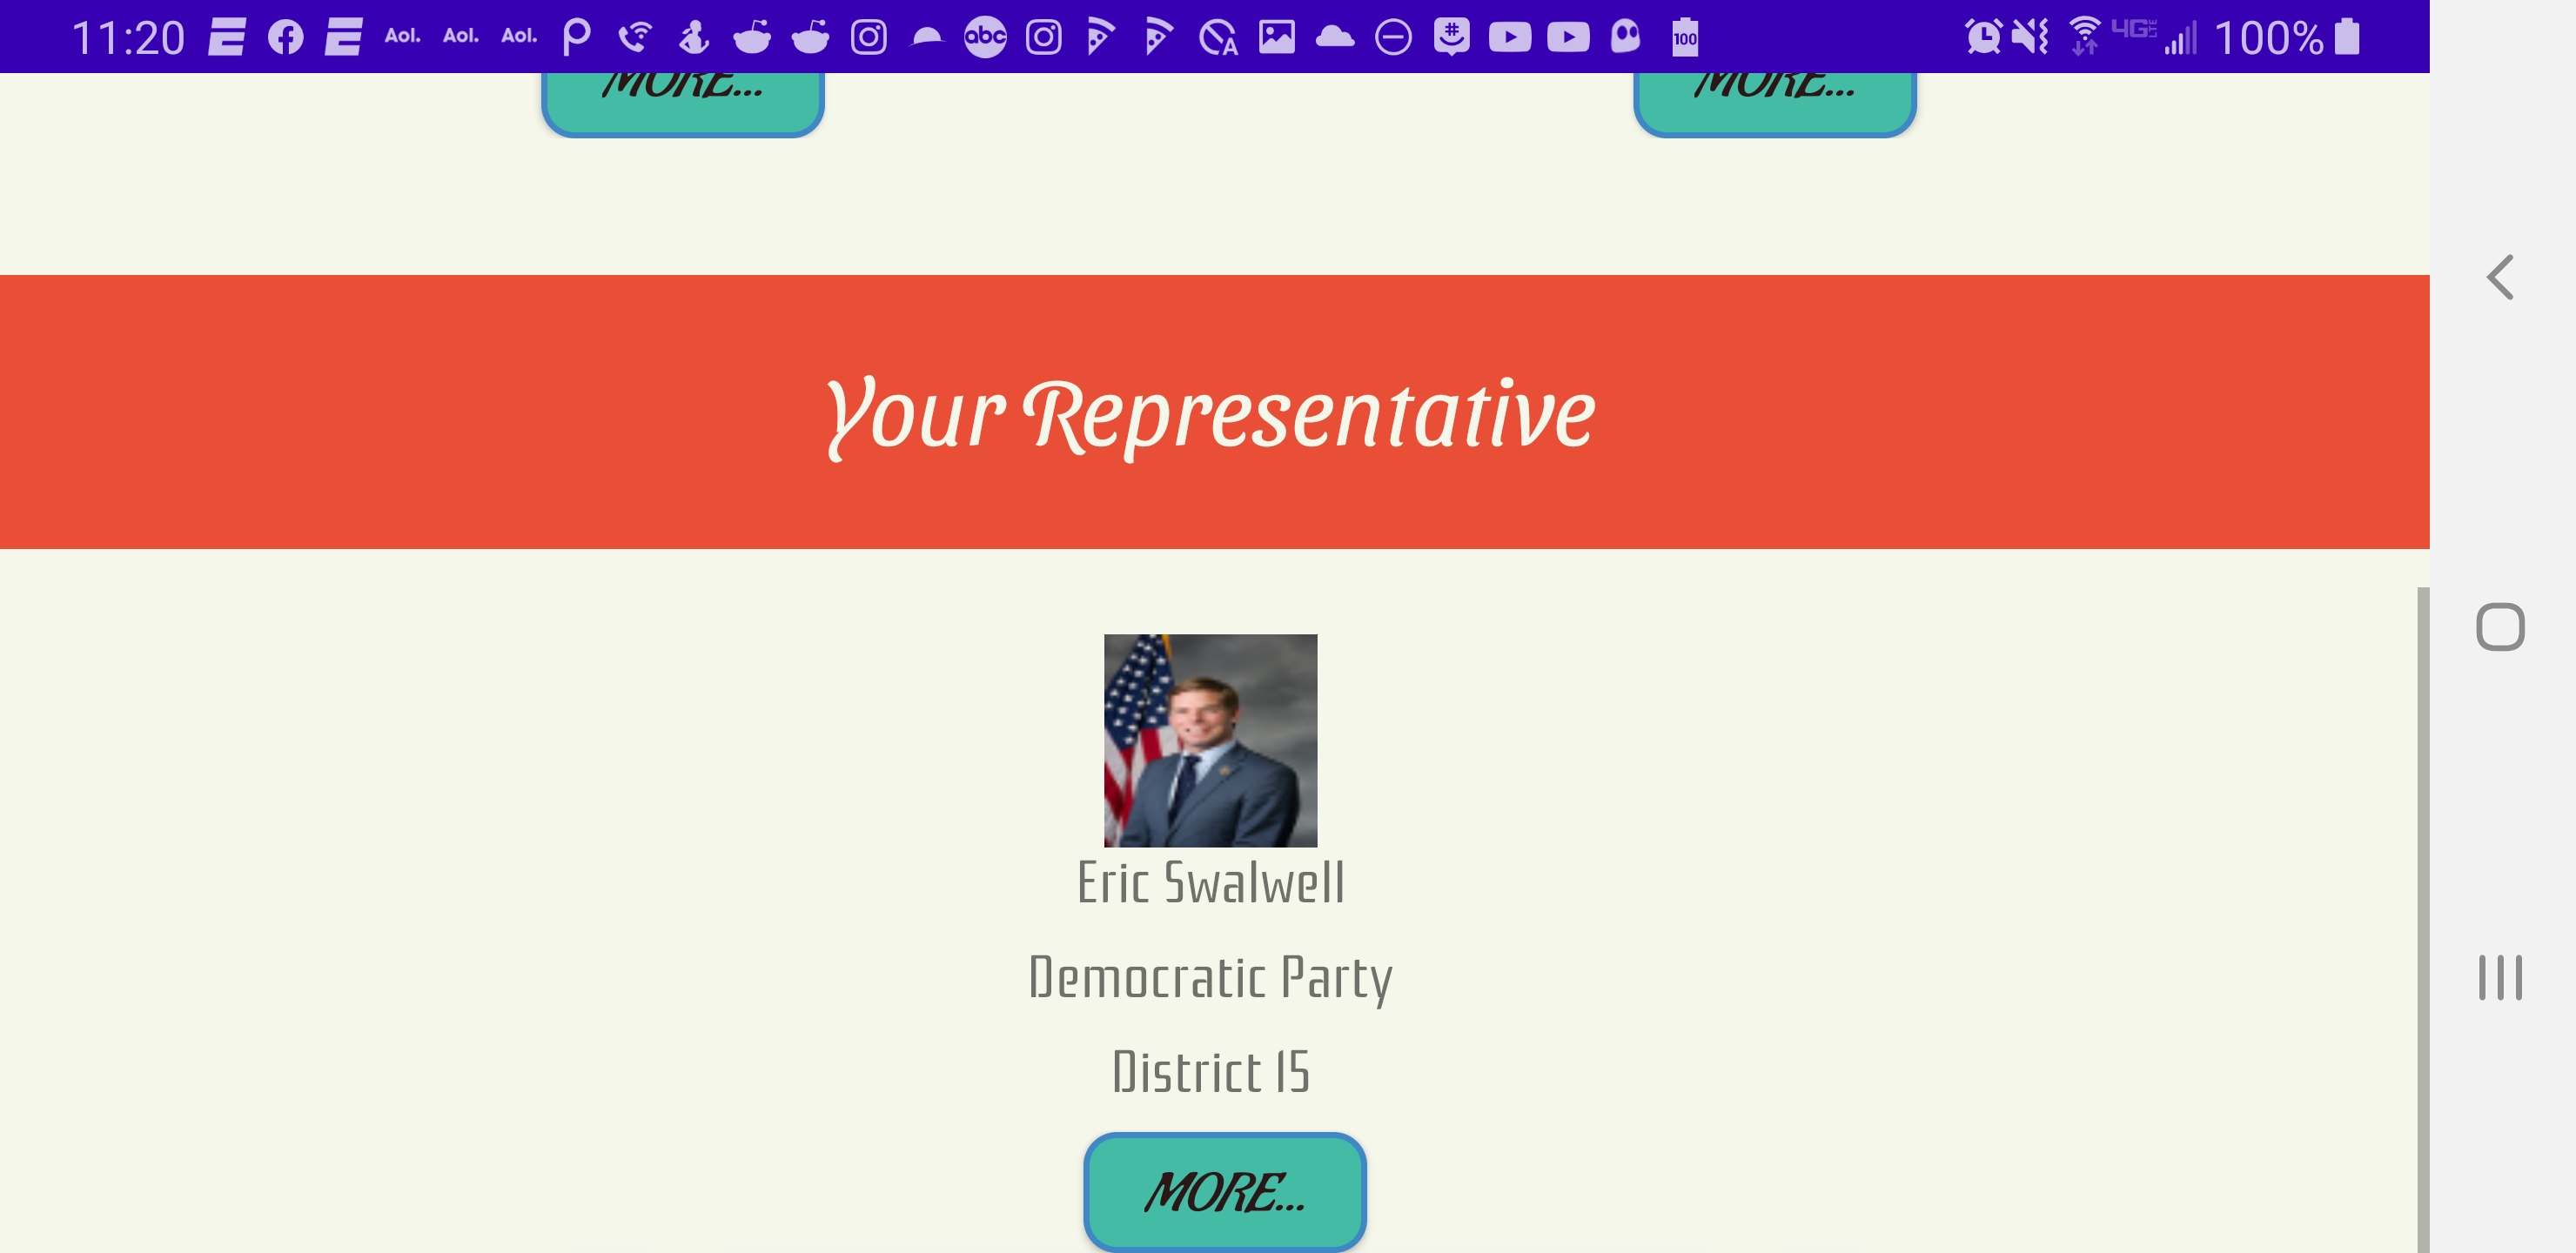 11:20 Aol. Aol. Aol. abc A # 100 4G LTE 100%
MORE... MORE...
Your Representative
Eric Swalwell
Democratic Party
District 15
MORE...